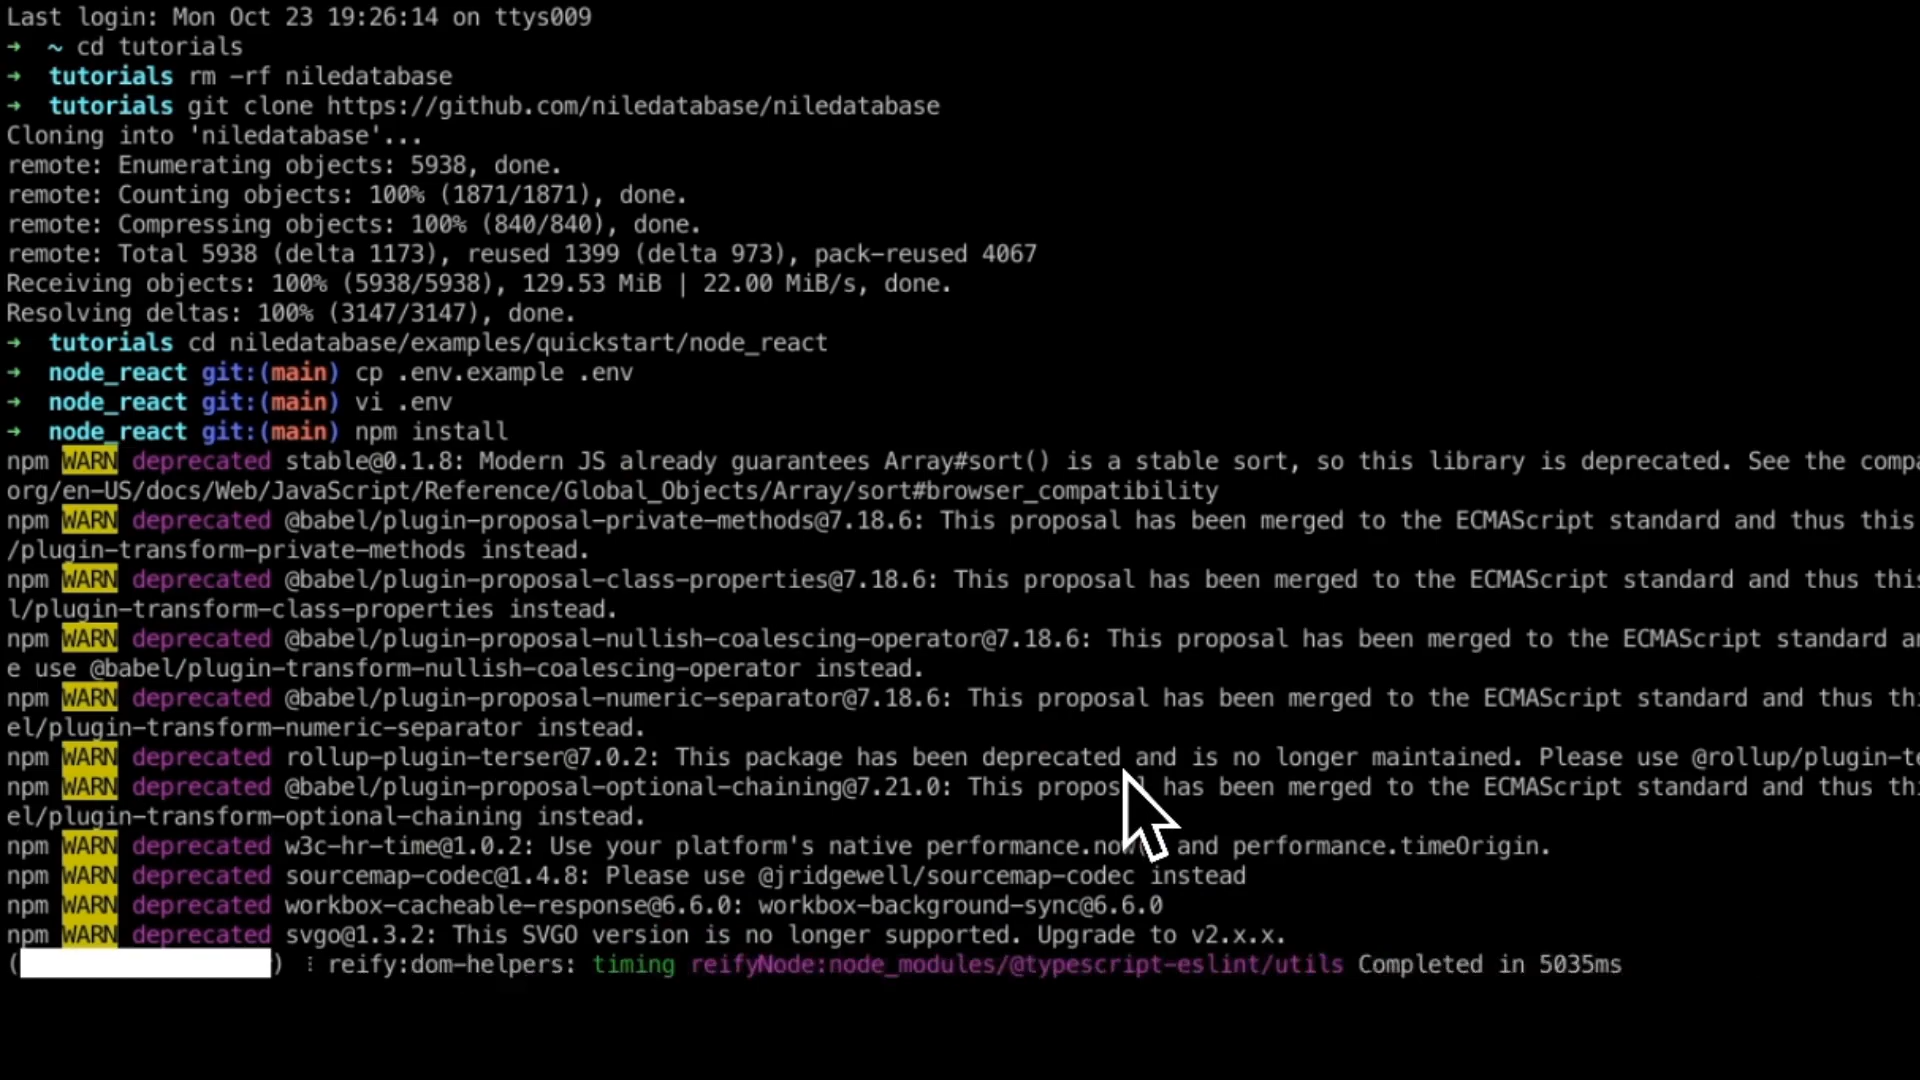 Last login: Mon Oct 23 19:26:14 on ttys009
→ ~ cd tutorials
→ tutorials rm -rf niledatabase
→ tutorials git clone https://github.com/niledatabase/niledatabase
Cloning into 'niledatabase'...
remote: Enumerating objects: 5938, done.
remote: Counting objects: 100% (1871/1871), done.
remote: Compressing objects: 100% (840/840), done.
remote: Total 5938 (delta 1173), reused 1399 (delta 973), pack-reused 4067
Receiving objects: 100% (5938/5938), 129.53 MiB | 22.00 MiB/s, done.
Resolving deltas: 100% (3147/3147), done.
→ tutorials cd niledatabase/examples/quickstart/node_react
→ node_react git:(main) cp .env.example .env
→ node_react git:(main) vi .env
→ node_react git:(main) npm install
npm WARN deprecated stable@0.1.8: Modern JS already guarantees Array#sort() is a stable sort, so this library is deprecated. See the compa
org/en-US/docs/Web/JavaScript/Reference/Global_Objects/Array/sort#browser_compatibility
npm WARN deprecated @babel/plugin-proposal-private-methods@7.18.6: This proposal has been merged to the ECMAScript standard and thus this
/plugin-transform-private-methods instead.
npm WARN deprecated @babel/plugin-proposal-class-properties@7.18.6: This proposal has been merged to the ECMAScript standard and thus this
l/plugin-transform-class-properties instead.
npm WARN deprecated @babel/plugin-proposal-nullish-coalescing-operator@7.18.6: This proposal has been merged to the ECMAScript standard an
e use @babel/plugin-transform-nullish-coalescing-operator instead.
npm WARN deprecated @babel/plugin-proposal-numeric-separator@7.18.6: This proposal has been merged to the ECMAScript standard and thus thi
el/plugin-transform-numeric-separator instead.
npm WARN deprecated rollup-plugin-terser@7.0.2: This package has been deprecated and is no longer maintained. Please use @rollup/plugin-te
npm WARN deprecated @babel/plugin-proposal-optional-chaining@7.21.0: This proposal has been merged to the ECMAScript standard and thus thi
el/plugin-transform-optional-chaining instead.
npm WARN deprecated w3c-hr-time@1.0.2: Use your platform's native performance.now and performance.timeOrigin.
npm WARN deprecated sourcemap-codec@1.4.8: Please use @jridgewell/sourcemap-codec instead
npm WARN deprecated workbox-cacheable-response@6.6.0: workbox-background-sync@6.6.0
npm WARN deprecated svgo@1.3.2: This SVGO version is no longer supported. Upgrade to v2.x.x.
( ) ⸽ reify:dom-helpers: timing reifyNode:node_modules/@typescript-eslint/utils Completed in 5035ms